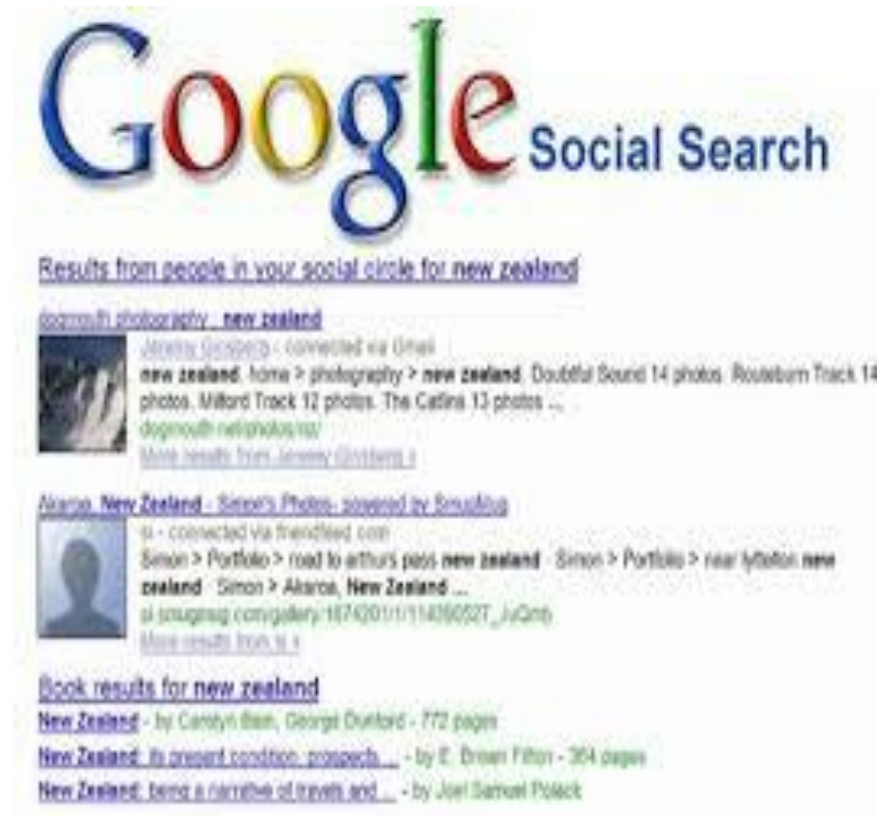 Google Social Search
Results from people in your social circle for new zealand
dogmouth photography : new zealand
Jeremy Ginsberg - connected via Gmail
new zealand. home > photography > new zealand. Doubtful Sound 14 photos. Routeburn Track 14
photos. Milford Track 12 photos. The Catlins 13 photos ...
dogmouth.net/photos/nz/
More results from Jeremy Ginsberg »
Akaroa, New Zealand - Simon's Photos- powered by SmugMug
si - connected via friendfeed.com
Simon > Portfolio > road to arthurs pass new zealand · Simon > Portfolio > near lyttelton new
zealand · Simon > Akaroa, New Zealand ...
More results from si »
Book results for new zealand
New Zealand - by Carolyn Bain, George Dunford - 772 pages
New Zealand: its present condition, prospects ... - by E. Brown - 364 pages
New Zealand: being a narrative of travels and ... - by Joel Samuel Polack